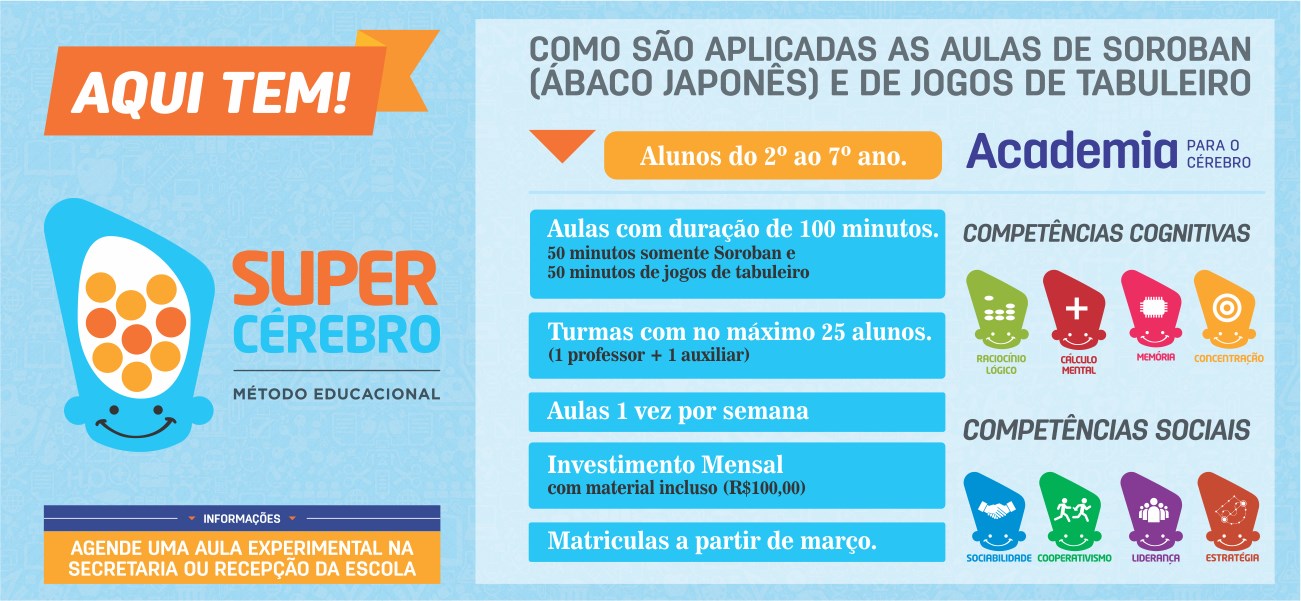 AQUI TEM!
SUPER
CÉREBRO
MÉTODO EDUCACIONAL
INFORMAÇÕES
AGENDE UMA AULA EXPERIMENTAL NA
SECRETARIA OU RECEPÇÃO DA ESCOLA
COMO SÃO APLICADAS AS AULAS DE SOROBAN
(ÁBACO JAPONÊS) E DE JOGOS DE TABULEIRO
Alunos do 2º ao 7º ano.
Academia PARA O
CÉREBRO
Aulas com duração de 100 minutos.
50 minutos somente Soroban e
50 minutos de jogos de tabuleiro
Turmas com no máximo 25 alunos.
(1 professor + 1 auxiliar)
Aulas 1 vez por semana
Investimento Mensal
com material incluso (R$100,00)
Matriculas a partir de março.
COMPETÊNCIAS COGNITIVAS
RACIOCÍNIO
LÓGICO
CÁLCULO
MENTAL
MEMÓRIA
CONCENTRAÇÃO
COMPETÊNCIAS SOCIAIS
SOCIABILIDADE
COOPERATIVISMO
LIDERANÇA
ESTRATÉGIA